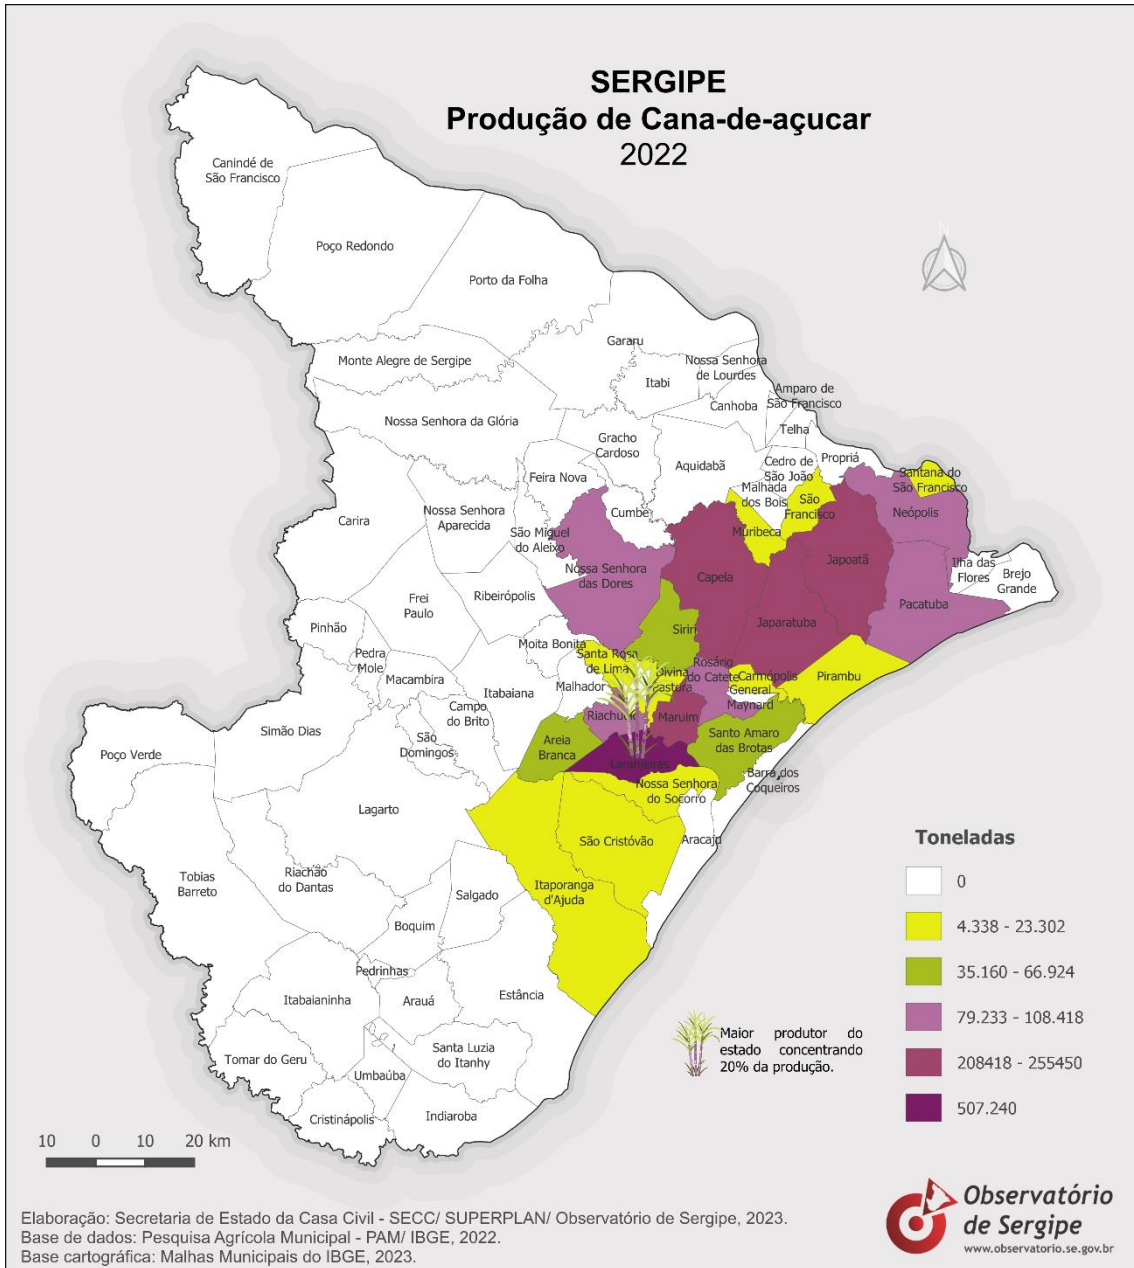 SERGIPE
Produção de Cana-de-açucar
2022
Canindé de
São Francisco
Poço Redondo
Porto da Folha
Gararu
Monte Alegre de Sergipe
Nossa Senhora
de Lourdes
Itabi
Amparo de
São Francisco
Canhoba
Nossa Senhora da Glória
Telha
Gracho
Cardoso
Propriá
Cedro de
São João
Aquidabã
Feira Nova
Santana do
São Francisco
Malhada
dos Bois
São
Francisco
Neópolis
Cumbe
Nossa Senhora
Aparecida
Carira
São Miguel
do Aleixo
Muribeca
Japoatã
Ilha das
Flores
Brejo
Grande
Nossa Senhora
das Dores
Capela
Ribeirópolis
Frei
Paulo
Pacatuba
Japaratuba
Siriri
Pinhão
Moita Bonita
Pedra
Mole
Santa Rosa
de Lima
Rosário
do Catete
Divina
Pastora
Carmópolis
Pirambu
Macambira
Malhador
General
Maynard
Itabaiana
Campo
do Brito
Riachuelo
Maruim
Simão Dias
São
Domingos
Areia
Branca
Santo Amaro
das Brotas
Poço Verde
Laranjeiras
Barra dos
Coqueiros
Nossa Senhora
do Socorro
Lagarto
São Cristóvão
Aracaju
Tobias
Barreto
Riachão
do Dantas
Salgado
Itaporanga
d'Ajuda
Boquim
Pedrinhas
Itabaianinha
Arauá
Estância
Tomar do Geru
Santa Luzia
do Itanhy
Umbaúba
Cristinápolis
Indiaroba
Toneladas
0
4.338 - 23.302
35.160 - 66.924
79.233 - 108.418
208418 - 255450
507.240
Maior produtor do
estado concentrando
20% da produção.
10 0 10 20 km
Elaboração: Secretaria de Estado da Casa Civil - SECC/ SUPERPLAN/ Observatório de Sergipe, 2023.
Base de dados: Pesquisa Agrícola Municipal - PAM/ IBGE, 2022.
Base cartográfica: Malhas Municipais do IBGE, 2023.
Observatório
de Sergipe
www.observatorio.se.gov.br